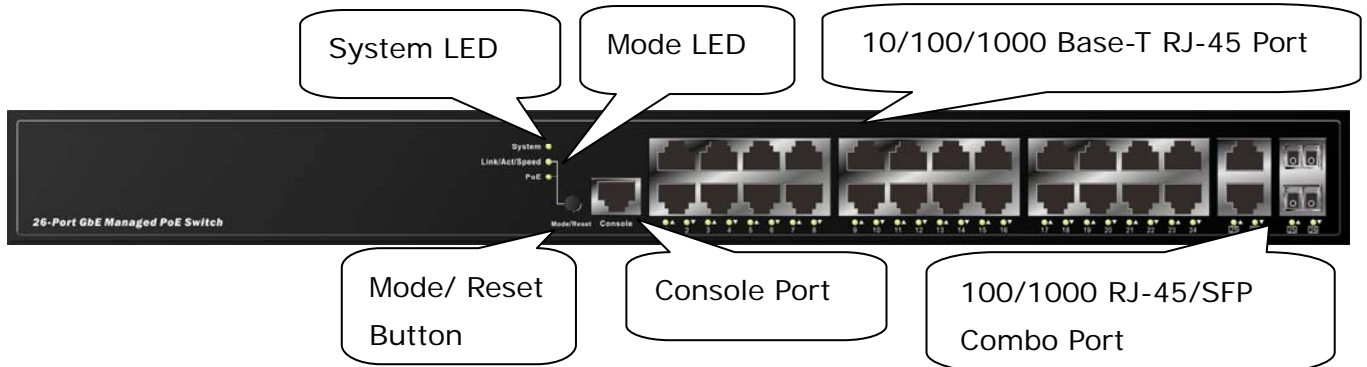 System LED
Mode LED
10/100/1000 Base-T RJ-45 Port
System
Link/Act/Speed
PoE
26-Port GbE Managed PoE Switch
Mode/Reset
Console
2 3 4 5 6 7 8
9 10 11 12 13 14 15 16
17 18 19 20 21 22 23 24
25
25 26
Mode/ Reset
Button
Console Port
100/1000 RJ-45/SFP
Combo Port